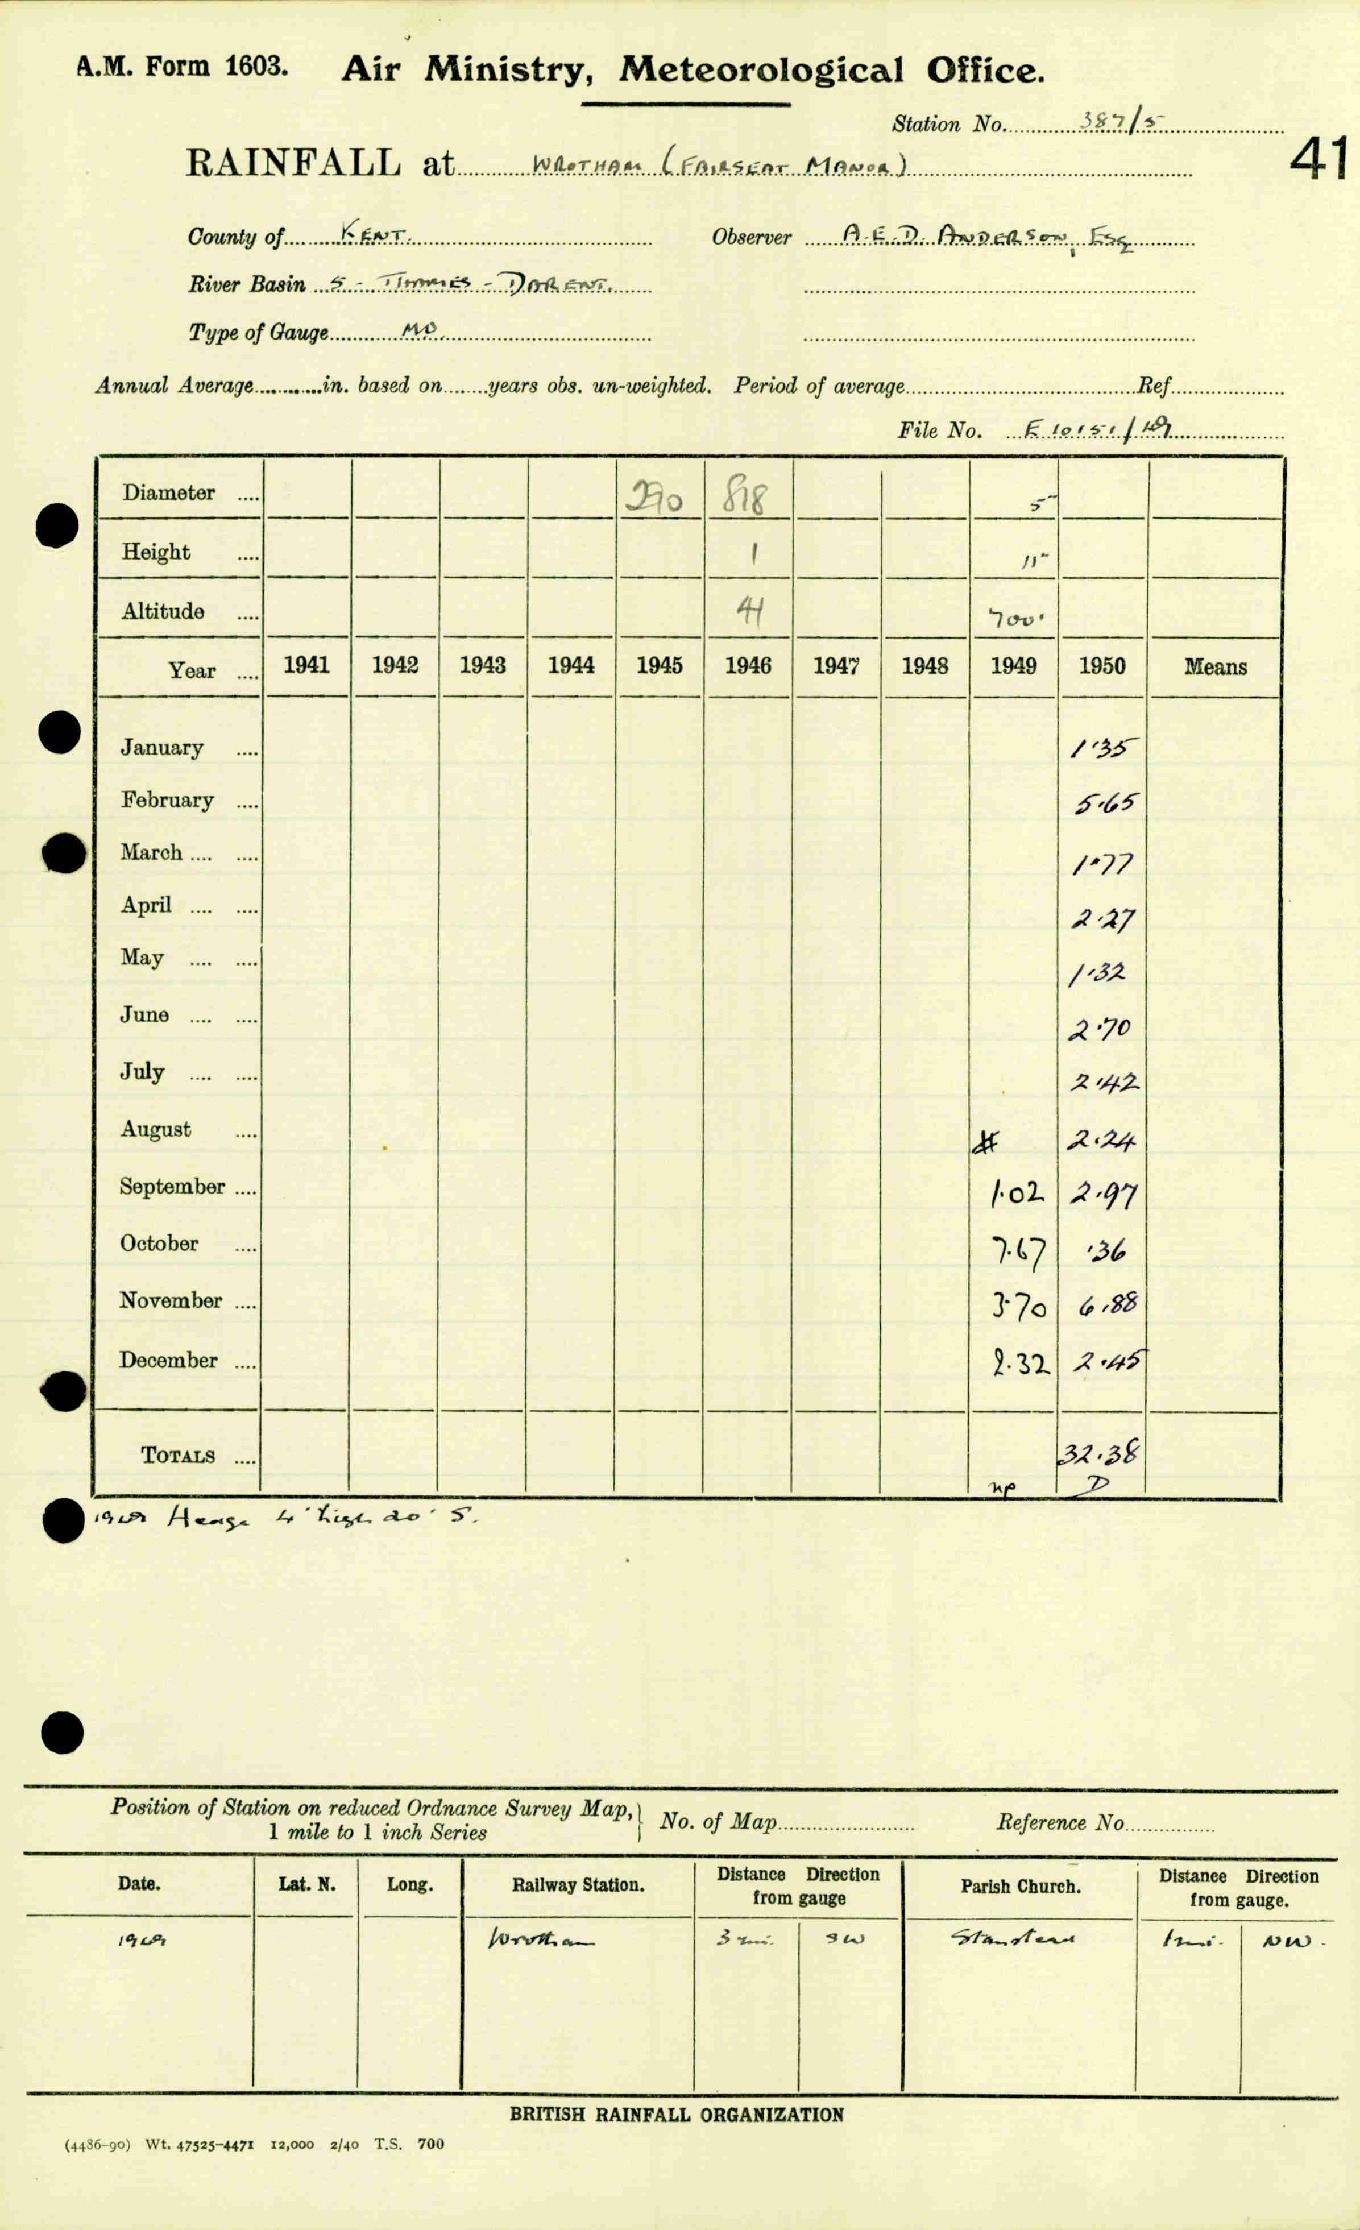 A.M. Form 1603. Air Ministry, Meteorological Office.
Station No. 387/5
RAINFALL at WROTHAM (FAIRSEAT MANOR)
41
County of KENT. Observer A.E.D. ANDERSON, Esq
River Basin 5 - THAMES - DARENT.
Type of Gauge MO
Annual Average in. based on years obs. un-weighted. Period of average Ref.
File No. E 10151/49
Diameter 290 818 5"
Height 1 11"
Altitude 41 700'
Year 1941 1942 1943 1944 1945 1946 1947 1948 1949 1950 Means
January 1.35
February 5.65
March 1.77
April 2.27
May 1.32
June 2.70
July 2.42
August 2.24
September 1.02 2.97
October 7.67 .36
November 3.70 6.88
December 2.32 2.45
TOTALS 32.38
np D
1949 Hedge 4' high 20' S.
Position of Station on reduced Ordnance Survey Map, No. of Map Reference No.
1 mile to 1 inch Series
Date. Lat. N. Long. Railway Station. Distance Direction from gauge Parish Church. Distance Direction from gauge.
1949 Wrotham 3 mi. SW Stanstead 1 mi. NW.
BRITISH RAINFALL ORGANIZATION
(4486-90) Wt. 47525-4471 12,000 2/40 T.S. 700